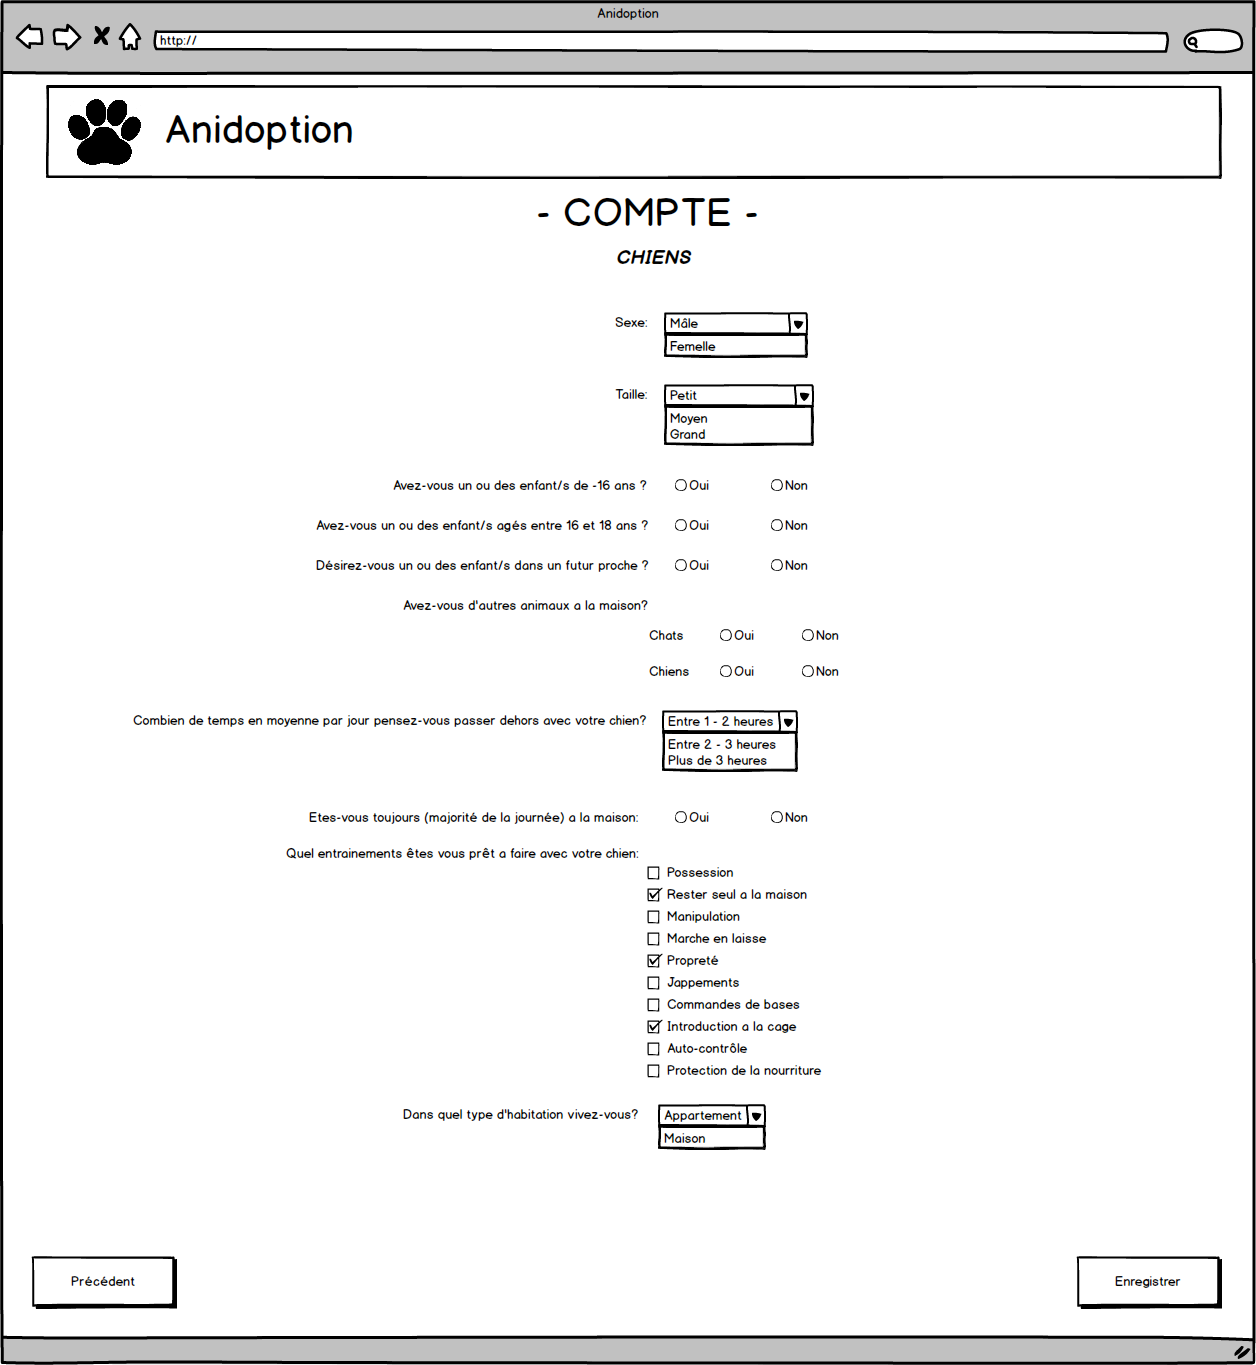 Anidoption
http://
Anidoption
- COMPTE -
CHIENS
Sexe: Mâle
Femelle
Taille: Petit
Moyen
Grand
Avez-vous un ou des enfant/s de -16 ans ? Oui Non
Avez-vous un ou des enfant/s agés entre 16 et 18 ans ? Oui Non
Désirez-vous un ou des enfant/s dans un futur proche ? Oui Non
Avez-vous d'autres animaux a la maison?
Chats Oui Non
Chiens Oui Non
Combien de temps en moyenne par jour pensez-vous passer dehors avec votre chien? Entre 1 - 2 heures
Entre 2 - 3 heures
Plus de 3 heures
Etes-vous toujours (majorité de la journée) a la maison: Oui Non
Quel entrainements êtes vous prêt a faire avec votre chien:
Possession
Rester seul a la maison
Manipulation
Marche en laisse
Propreté
Jappements
Commandes de bases
Introduction a la cage
Auto-contrôle
Protection de la nourriture
Dans quel type d'habitation vivez-vous? Appartement
Maison
Précédent Enregistrer